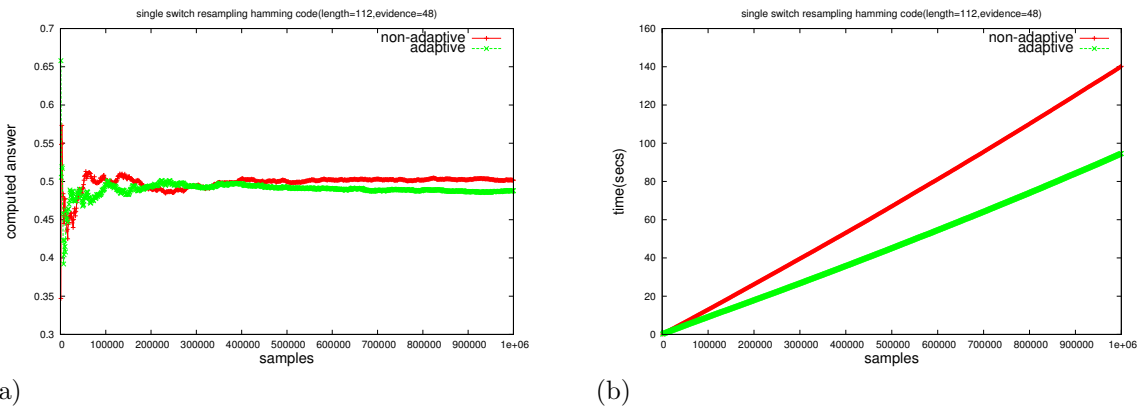 single switch resampling hamming code(length=112,evidence=48)
0.7
0.65
0.6
0.55
0.5
0.45
0.4
0.35
0.3
computed answer
non-adaptive
adaptive
0 100000 200000 300000 400000 500000 600000 700000 800000 900000 1e+06
samples
a)
single switch resampling hamming code(length=112,evidence=48)
160
140
120
100
80
60
40
20
0
time(secs)
non-adaptive
adaptive
0 100000 200000 300000 400000 500000 600000 700000 800000 900000 1e+06
samples
(b)